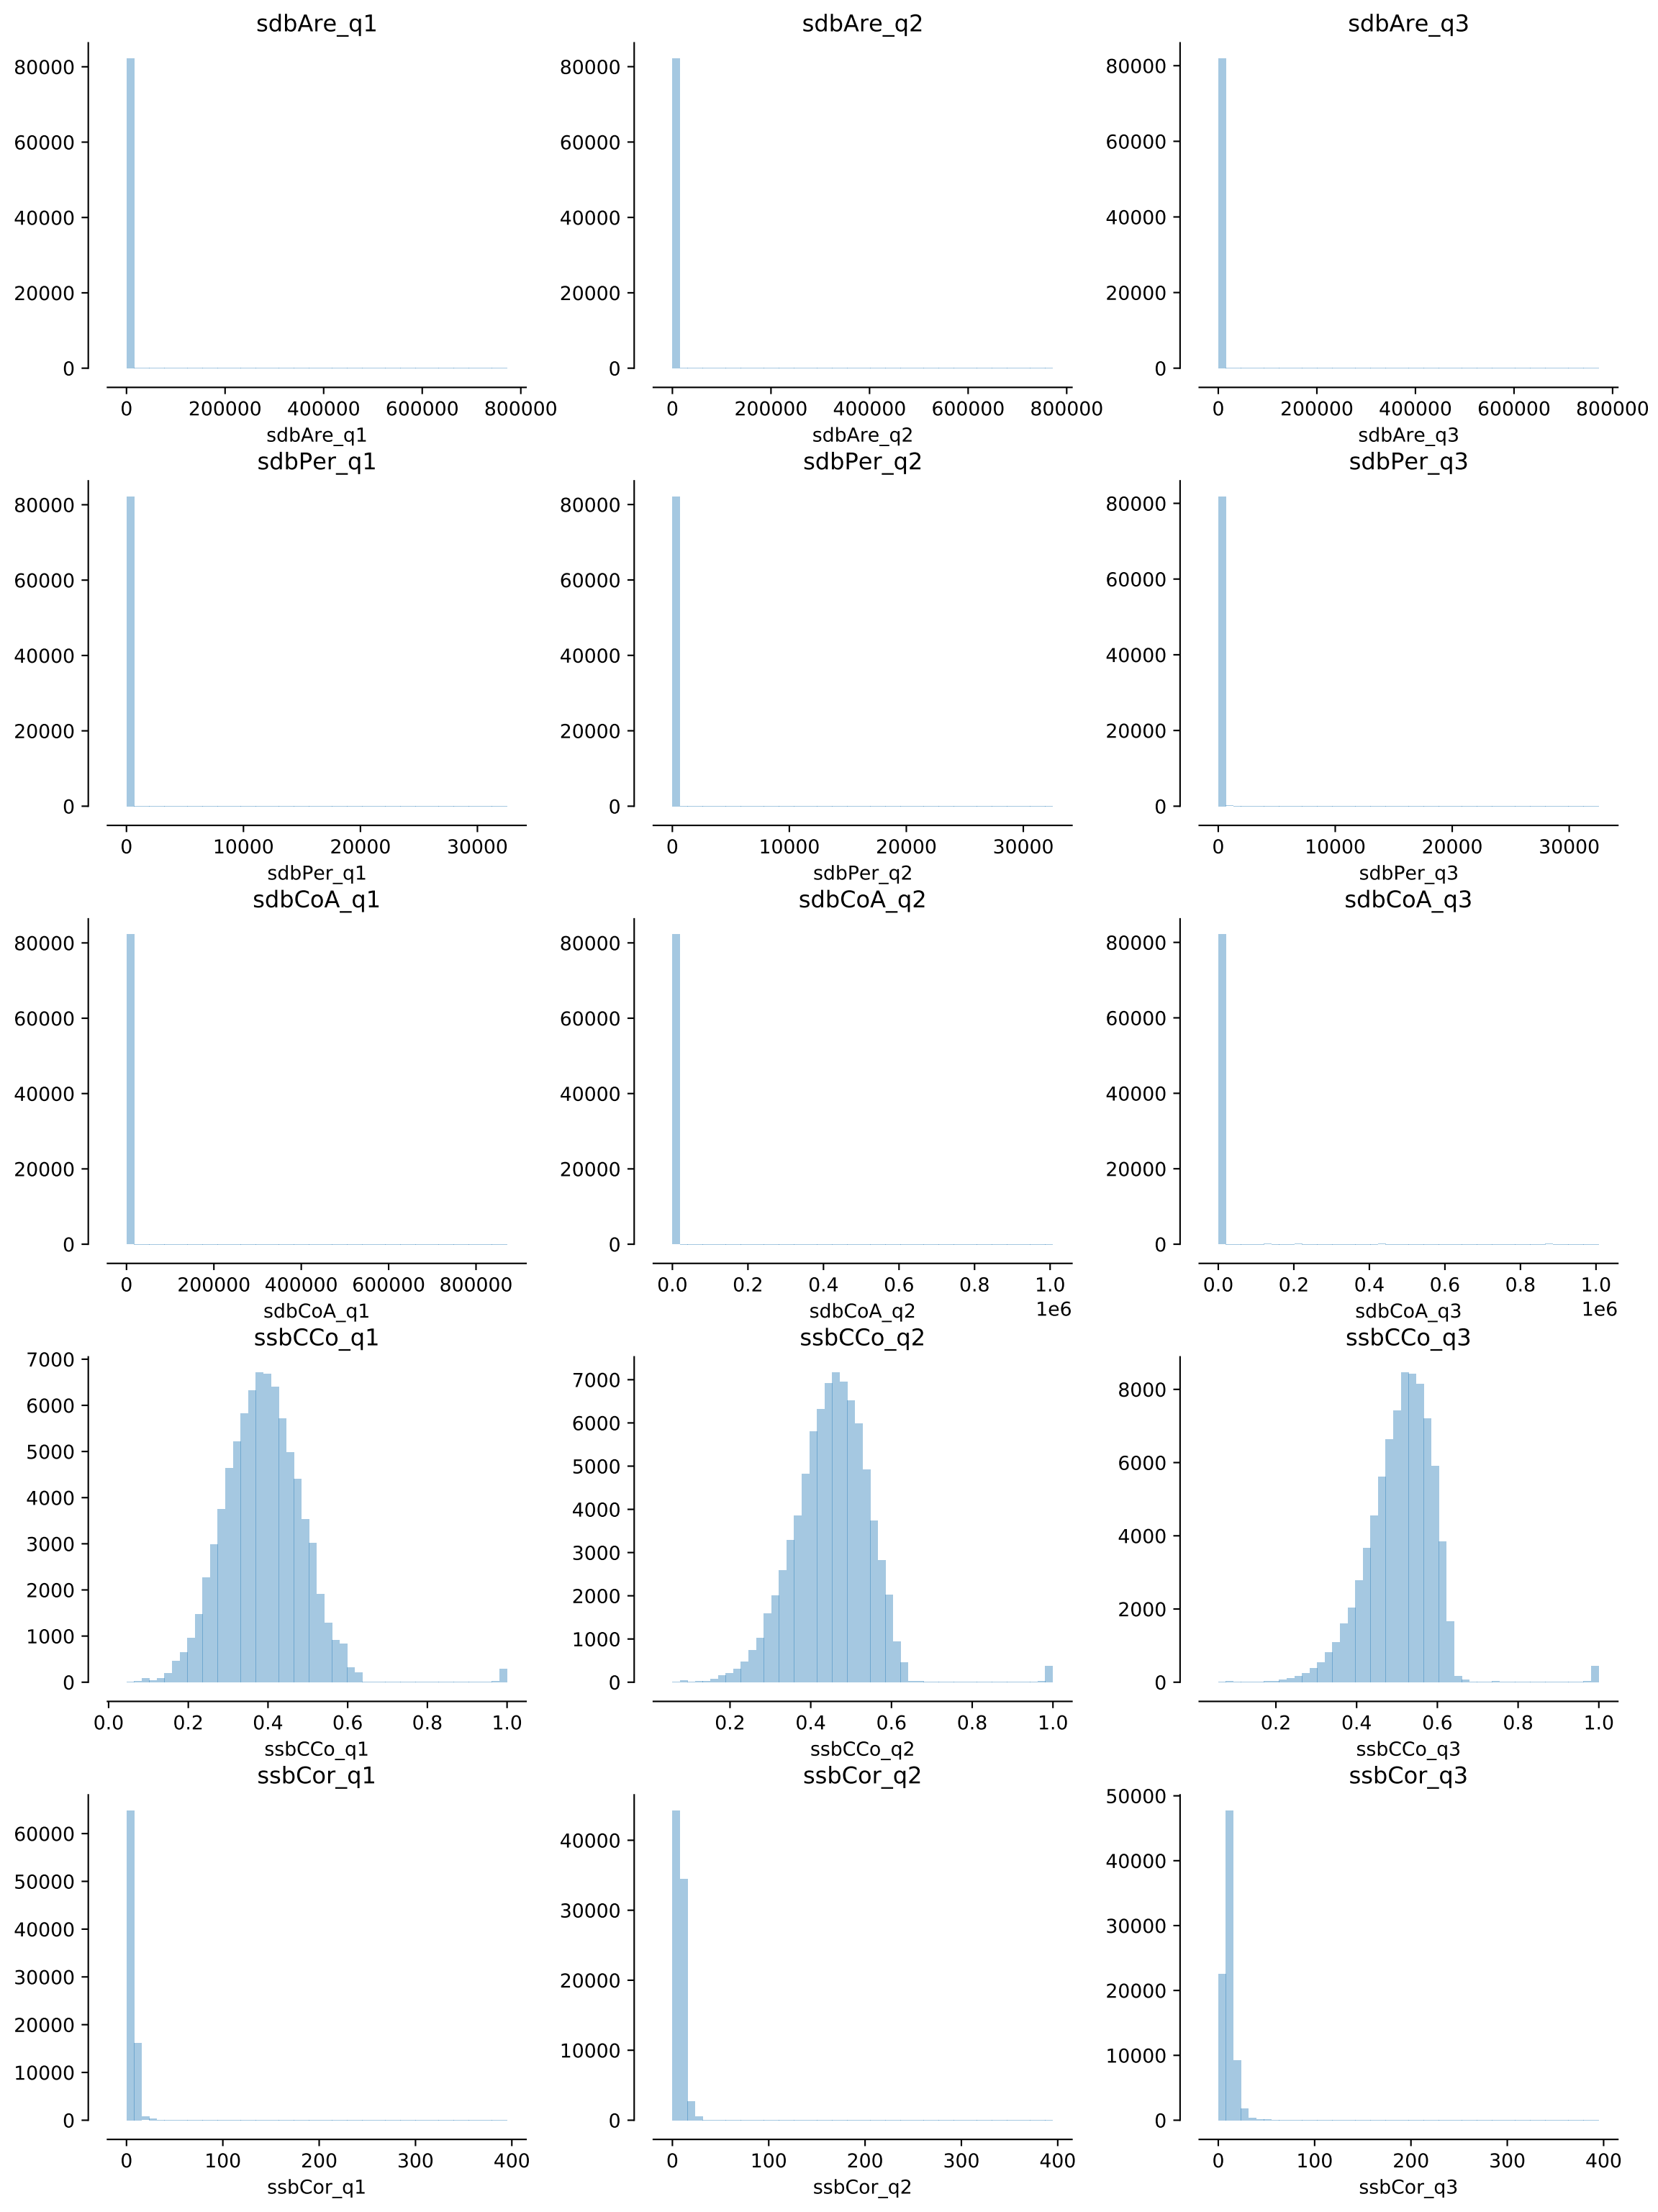 sdbAre_q1 sdbAre_q2 sdbAre_q3
80000 80000 80000
60000 60000 60000
40000 40000 40000
20000 20000 20000
0 0 0
0 200000 400000 600000 800000 0 200000 400000 600000 800000 0 200000 400000 600000 800000
sdbAre_q1 sdbAre_q2 sdbAre_q3
sdbPer_q1 sdbPer_q2 sdbPer_q3
80000 80000 80000
60000 60000 60000
40000 40000 40000
20000 20000 20000
0 0 0
0 10000 20000 30000 0 10000 20000 30000 0 10000 20000 30000
sdbPer_q1 sdbPer_q2 sdbPer_q3
sdbCoA_q1 sdbCoA_q2 sdbCoA_q3
80000 80000 80000
60000 60000 60000
40000 40000 40000
20000 20000 20000
0 0 0
0 200000 400000 600000 800000 0.0 0.2 0.4 0.6 0.8 1.0 0.0 0.2 0.4 0.6 0.8 1.0
sdbCoA_q1 sdbCoA_q2 1e6 sdbCoA_q3 1e6
ssbCCo_q1 ssbCCo_q2 ssbCCo_q3
7000 7000 8000
6000 6000 6000
5000 5000 4000
4000 4000 2000
3000 3000 0
2000 2000
1000 1000
0 0
0.0 0.2 0.4 0.6 0.8 1.0 0.2 0.4 0.6 0.8 1.0 0.2 0.4 0.6 0.8 1.0
ssbCCo_q1 ssbCCo_q2 ssbCCo_q3
ssbCor_q1 ssbCor_q2 ssbCor_q3
60000 40000 50000
50000 30000 40000
40000 20000 30000
30000 10000 20000
20000 0 10000
10000 0
0
0 100 200 300 400 0 100 200 300 400 0 100 200 300 400
ssbCor_q1 ssbCor_q2 ssbCor_q3